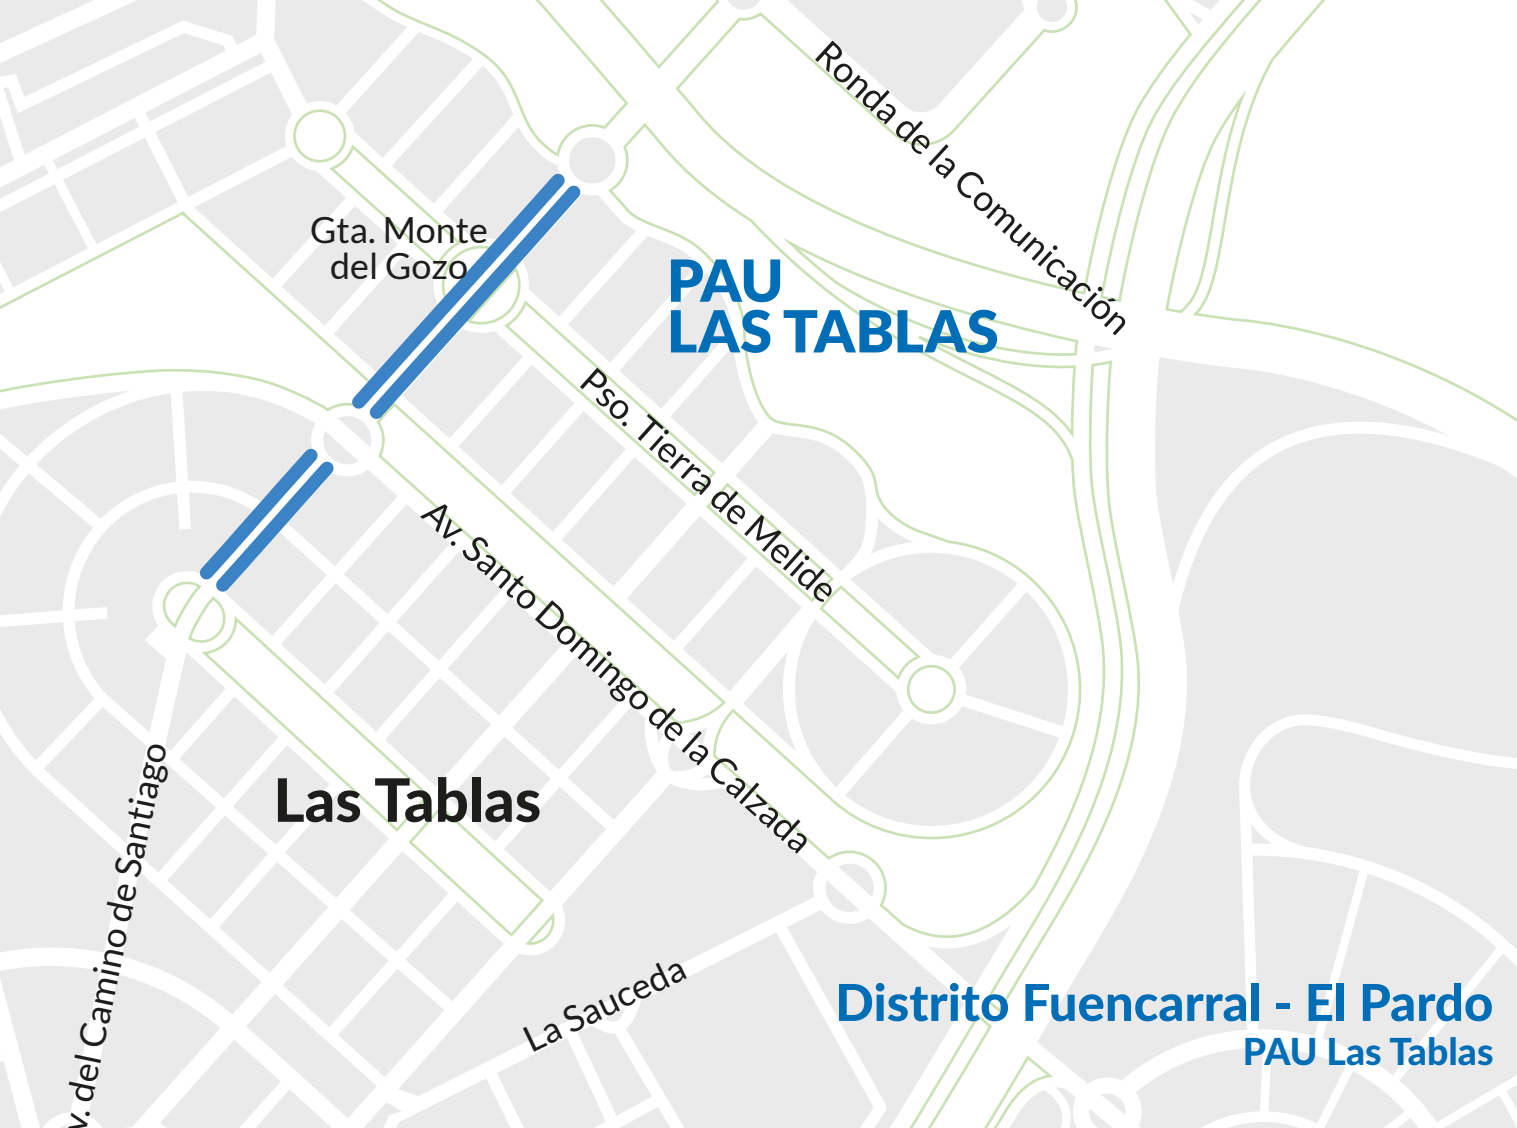 Ronda de la Comunicación
Gta. Monte
del Gozo
PAU
LAS TABLAS
Pso. Tierra de Melide
Av. Santo Domingo de la Calzada
Las Tablas
v. del Camino de Santiago
La Sauceda
Distrito Fuencarral - El Pardo
PAU Las Tablas